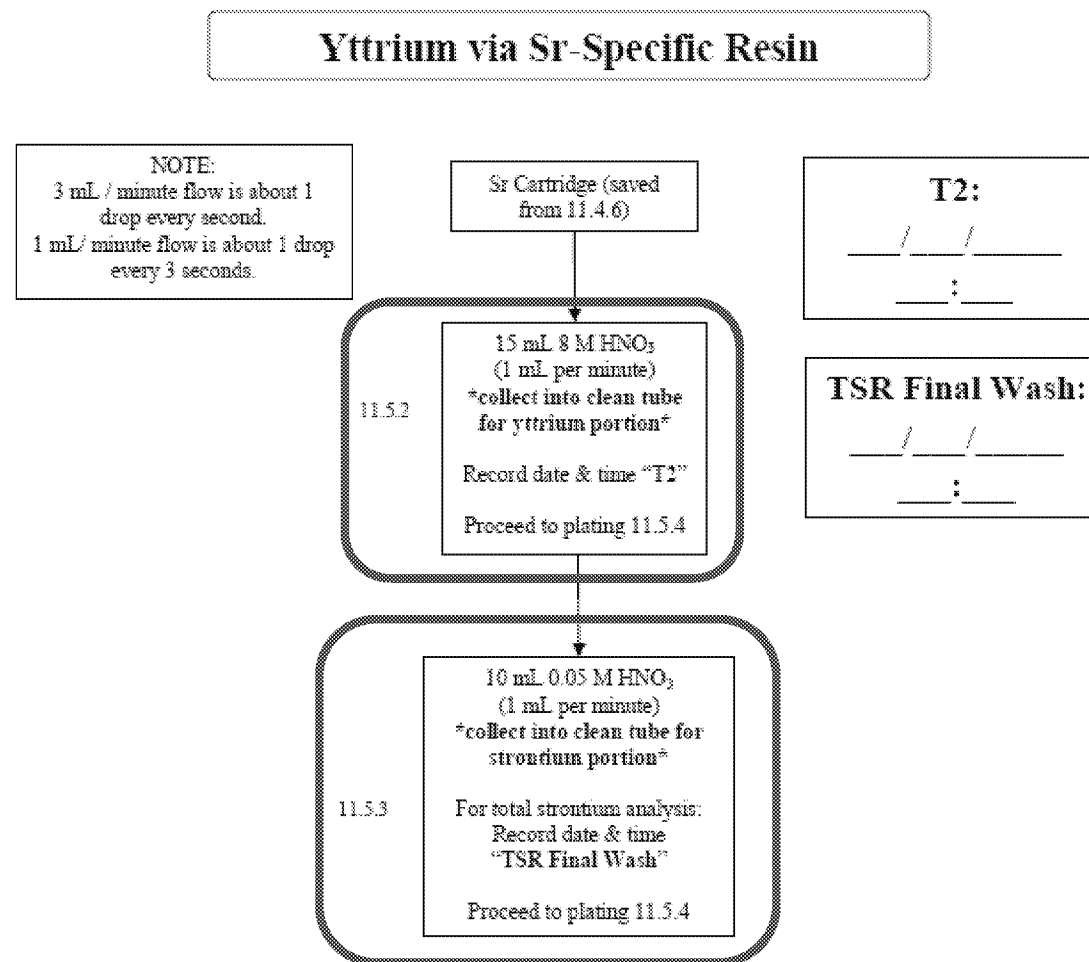 Yttrium via Sr-Specific Resin
NOTE:
3 mL / minute flow is about 1
drop every second.
1 mL/ minute flow is about 1 drop
every 3 seconds.
Sr Cartridge (saved
from 11.4.6)
T2:
___/___/____
___:___
TSR Final Wash:
___/___/____
___:___
11.5.2
15 mL 8 M HNO₃
(1 mL per minute)
*collect into clean tube
for yttrium portion*
Record date & time “T2”
Proceed to plating 11.5.4
11.5.3
10 mL 0.05 M HNO₃
(1 mL per minute)
*collect into clean tube for
strontium portion*
For total strontium analysis:
Record date & time
“TSR Final Wash”
Proceed to plating 11.5.4